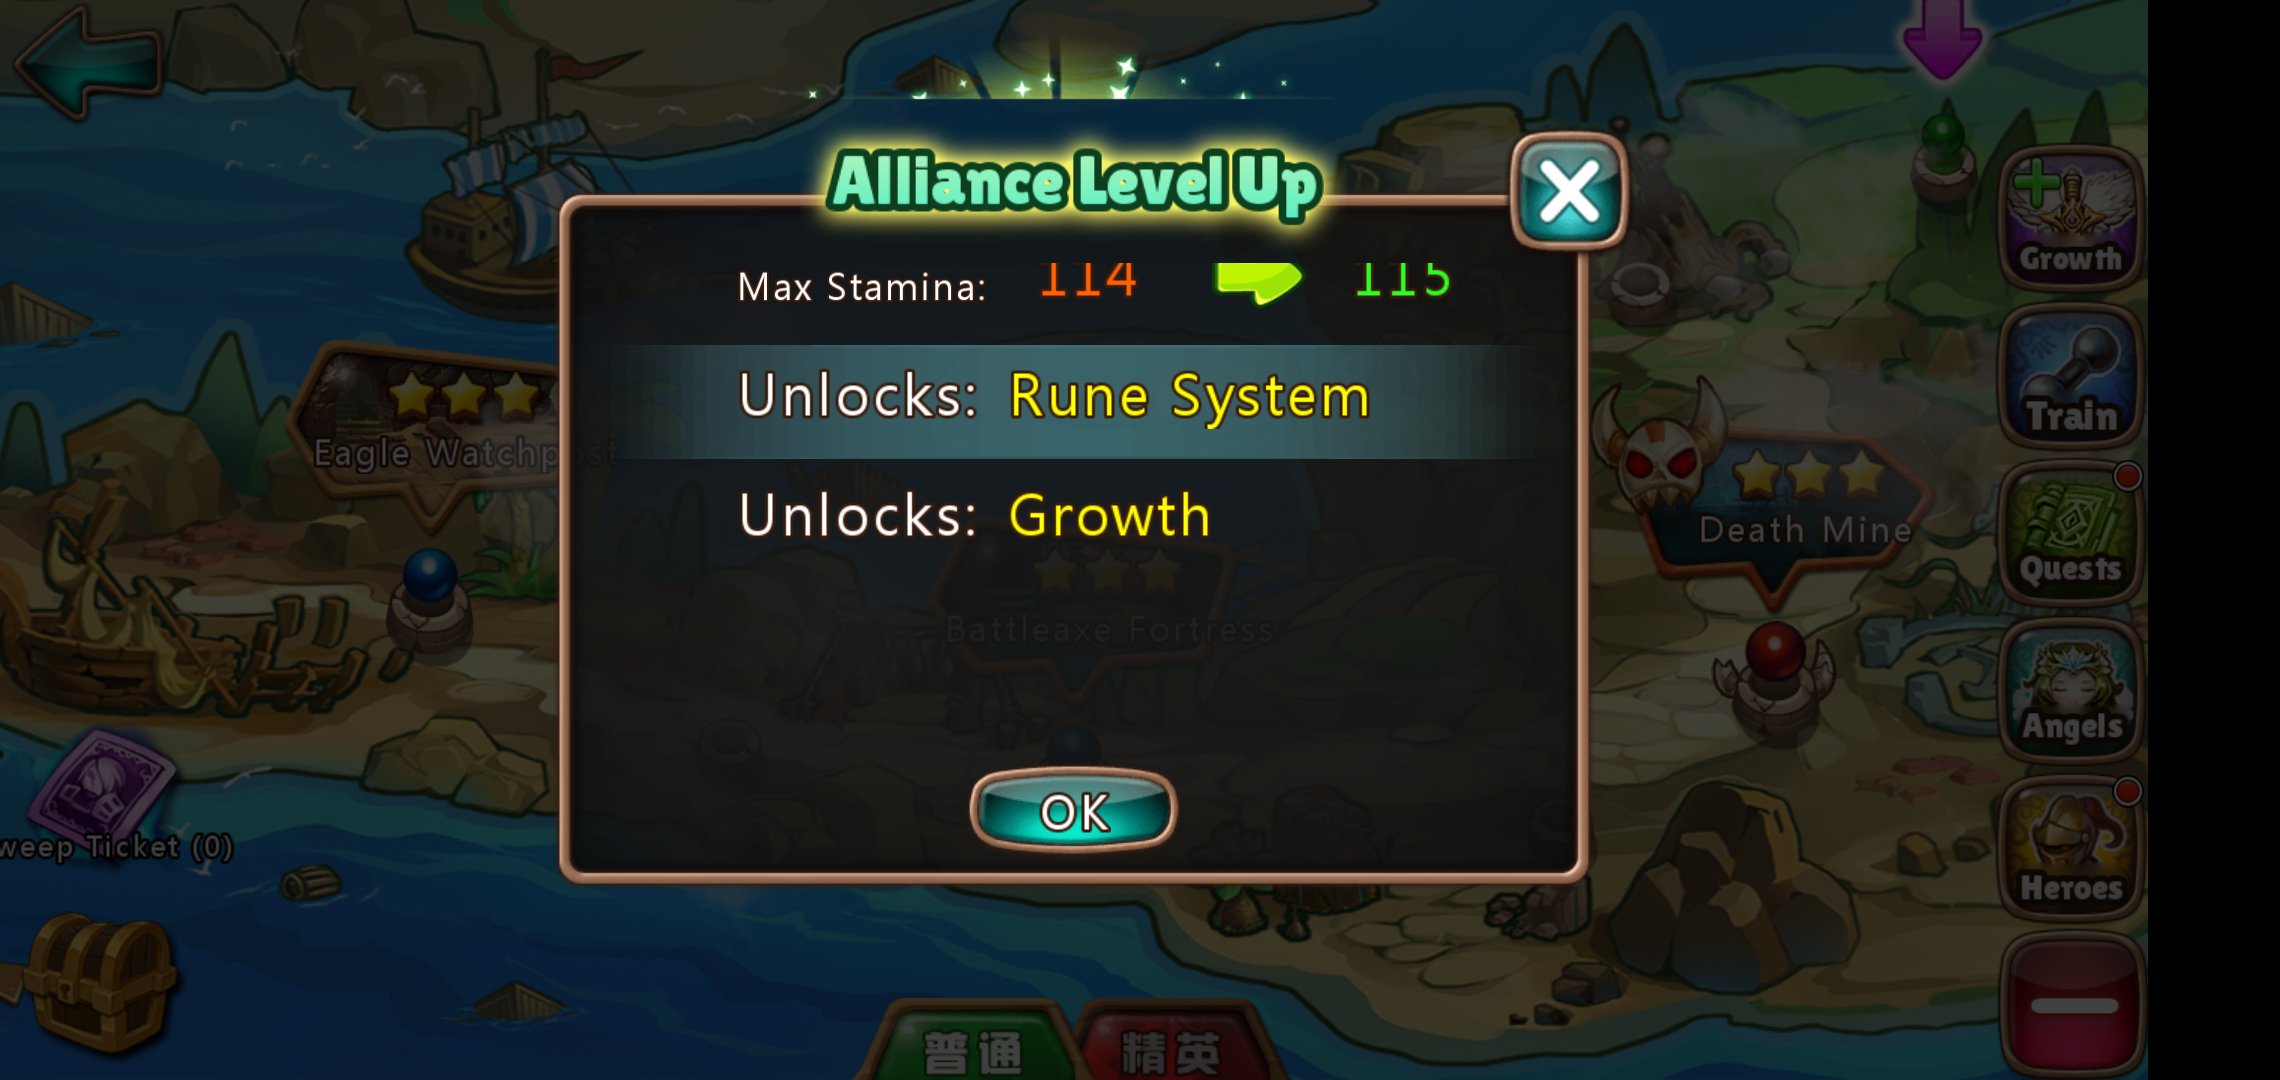 Alliance Level Up
Max Stamina: 114 115
Unlocks: Rune System
Unlocks: Growth
OK
Eagle Watchpost
Battleaxe Fortress
Death Mine
weep Ticket (0)
Growth
Train
Quests
Angels
Heroes
普通
精英